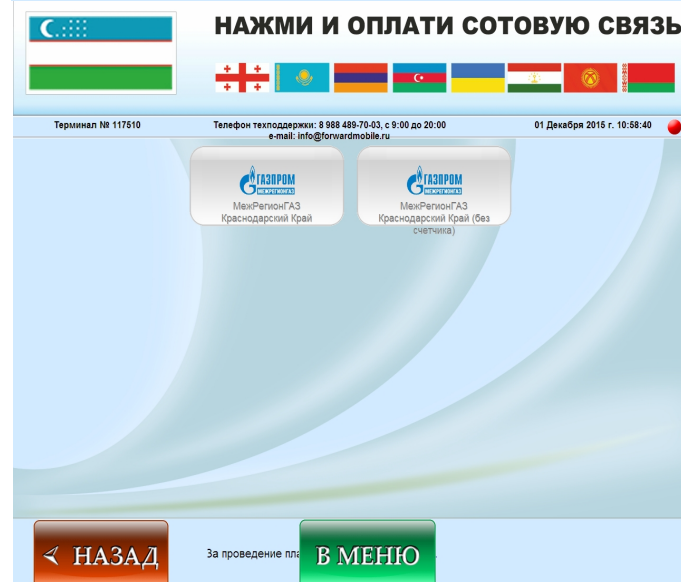 НАЖМИ И ОПЛАТИ СОТОВУЮ СВЯЗЬ
Терминал № 117510
Телефон техподдержки: 8 988 489-70-03, с 9:00 до 20:00
e-mail: info@forwardmobile.ru
01 Декабря 2015 г. 10:58:40
ГАЗПРОМ
МЕЖРЕГИОНГАЗ
МежРегионГАЗ
Краснодарский Край
ГАЗПРОМ
МЕЖРЕГИОНГАЗ
МежРегионГАЗ
Краснодарский Край (без
счетчика)
НАЗАД
За проведение пла
В МЕНЮ